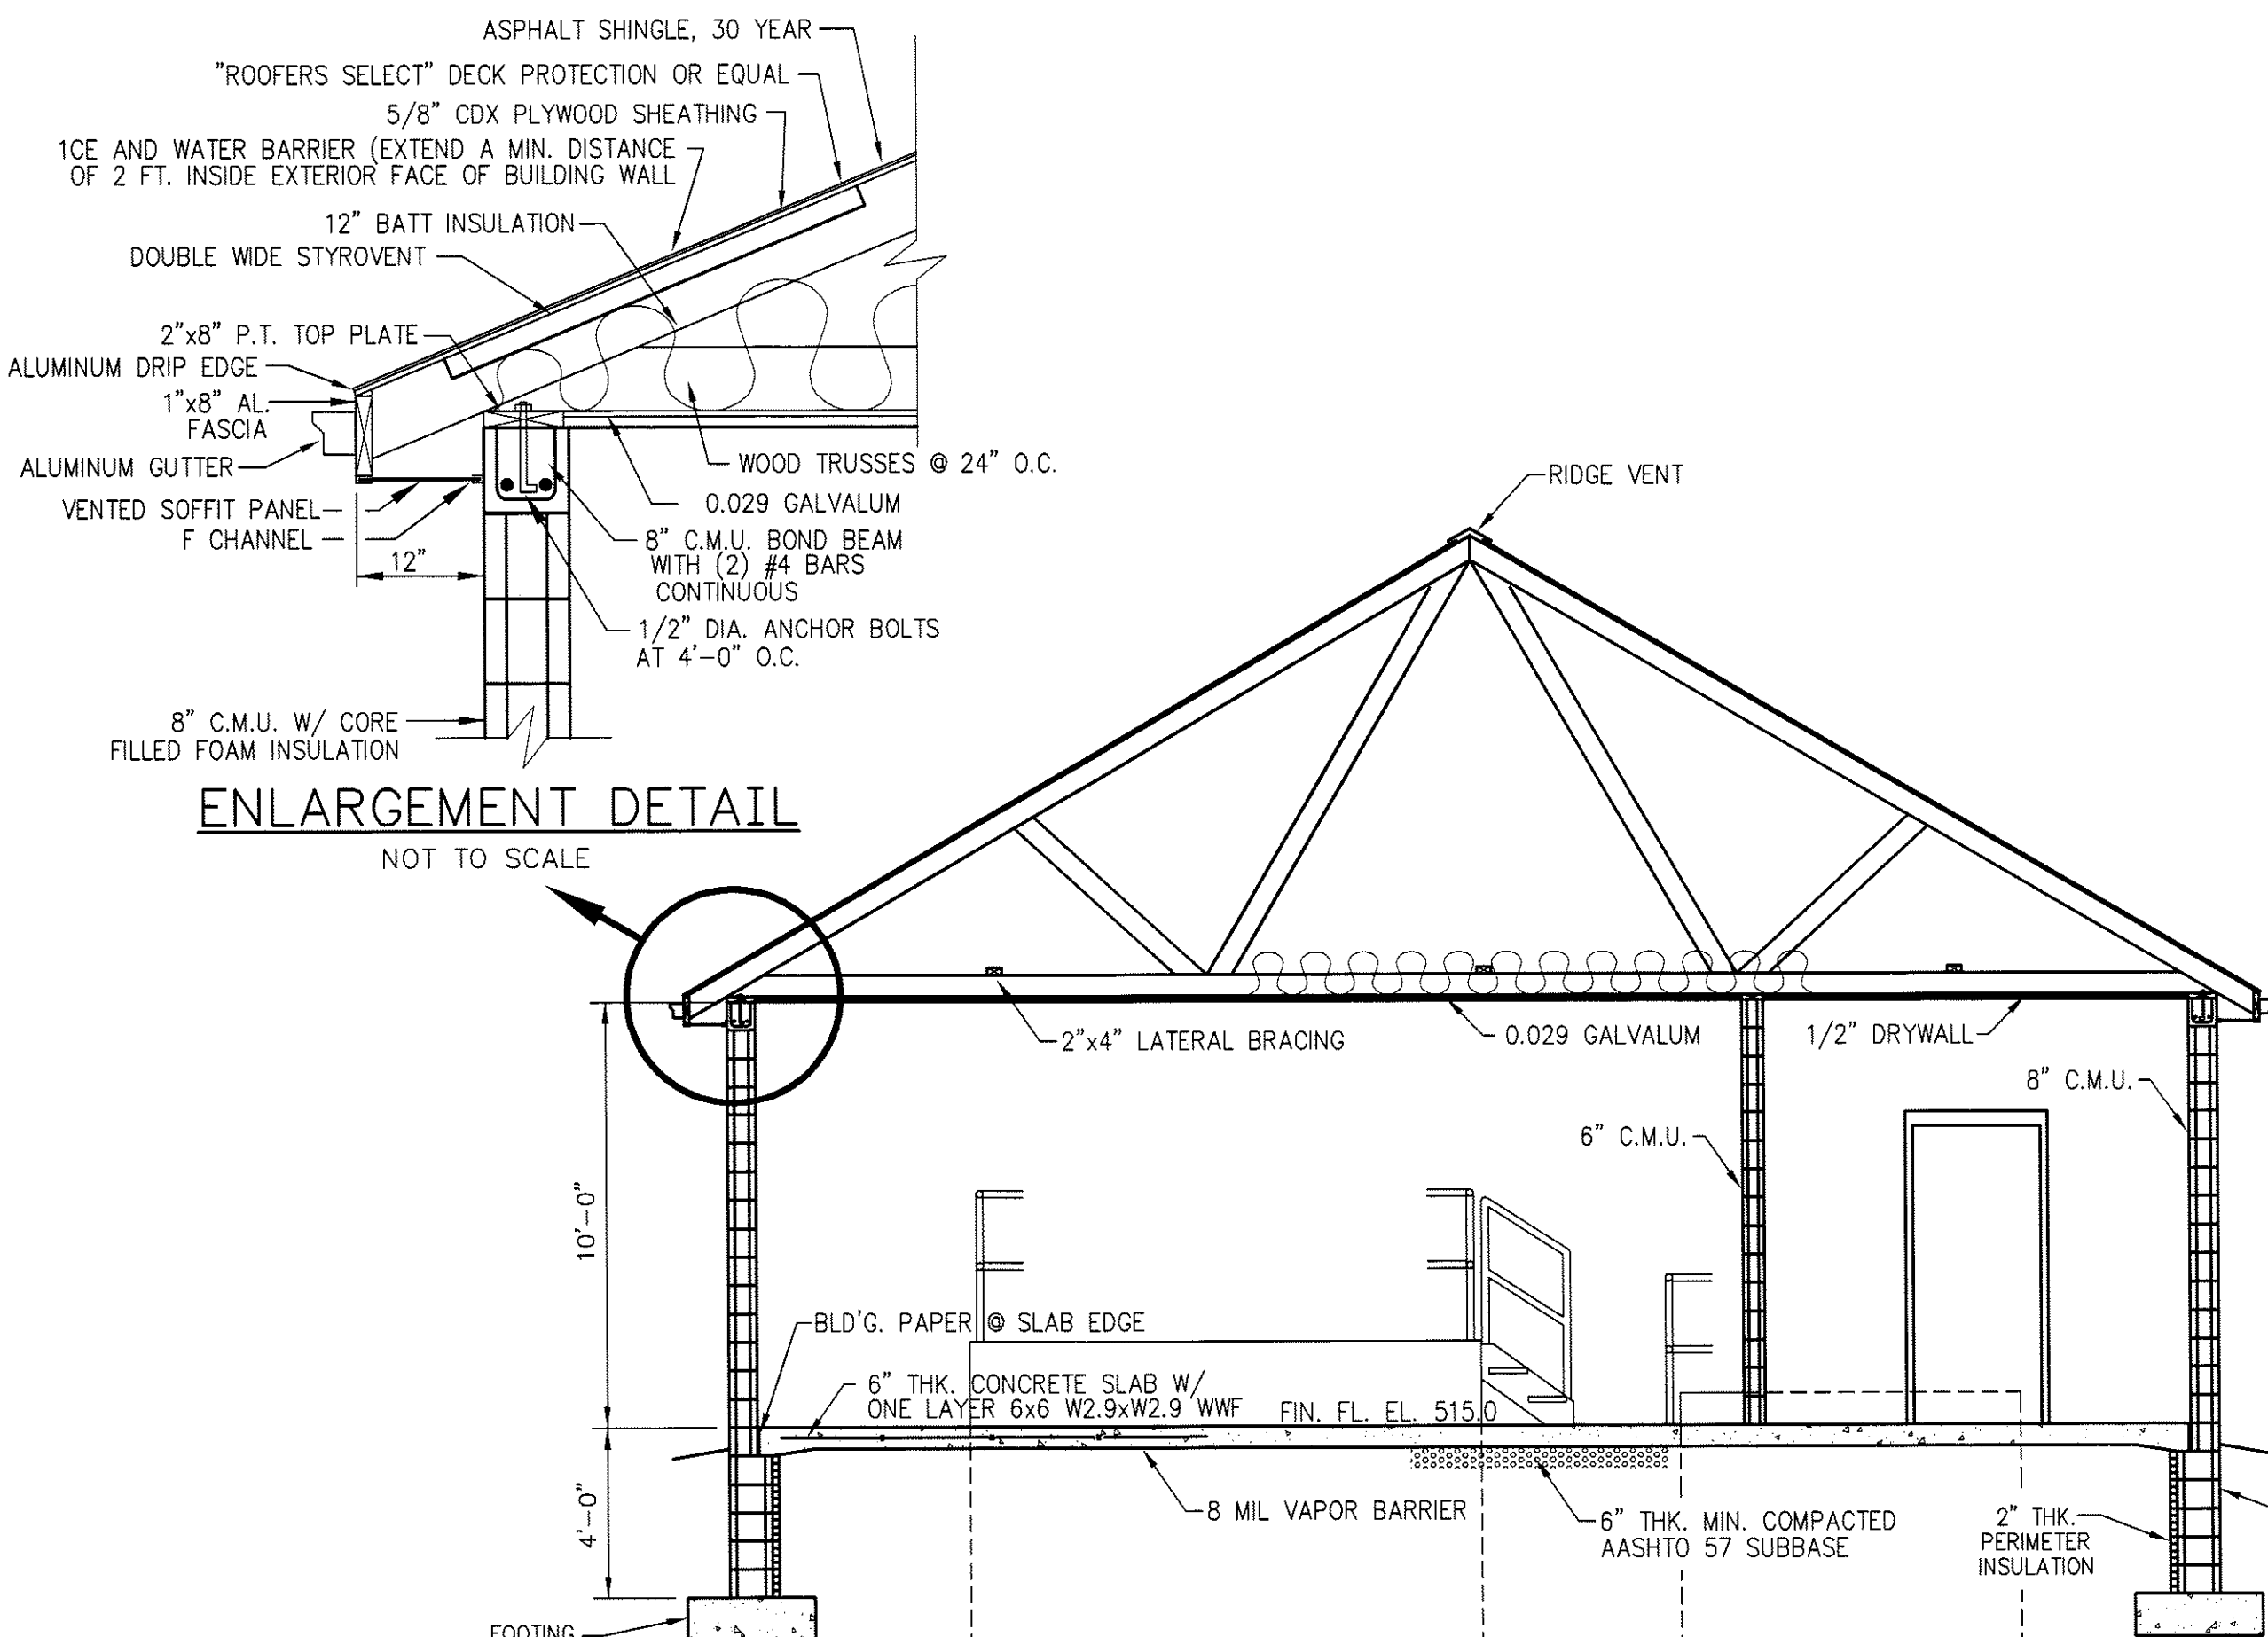 ASPHALT SHINGLE, 30 YEAR
"ROOFERS SELECT" DECK PROTECTION OR EQUAL
5/8" CDX PLYWOOD SHEATHING
1CE AND WATER BARRIER (EXTEND A MIN. DISTANCE
OF 2 FT. INSIDE EXTERIOR FACE OF BUILDING WALL
12" BATT INSULATION
DOUBLE WIDE STYROVENT
2"x8" P.T. TOP PLATE
ALUMINUM DRIP EDGE
1"x8" AL.
FASCIA
ALUMINUM GUTTER
VENTED SOFFIT PANEL
F CHANNEL
12"
WOOD TRUSSES @ 24" O.C.
0.029 GALVALUM
8" C.M.U. BOND BEAM
WITH (2) #4 BARS
CONTINUOUS
1/2" DIA. ANCHOR BOLTS
AT 4'-0" O.C.
8" C.M.U. W/ CORE
FILLED FOAM INSULATION
ENLARGEMENT DETAIL
NOT TO SCALE
RIDGE VENT
2"x4" LATERAL BRACING
0.029 GALVALUM
1/2" DRYWALL
8" C.M.U.
6" C.M.U.
10'-0"
BLD'G. PAPER @ SLAB EDGE
6" THK. CONCRETE SLAB W/
ONE LAYER 6x6 W2.9xW2.9 WWF
FIN. FL. EL. 515.0
4'-0"
8 MIL VAPOR BARRIER
6" THK. MIN. COMPACTED
AASHTO 57 SUBBASE
2" THK.
PERIMETER
INSULATION
FOOTING